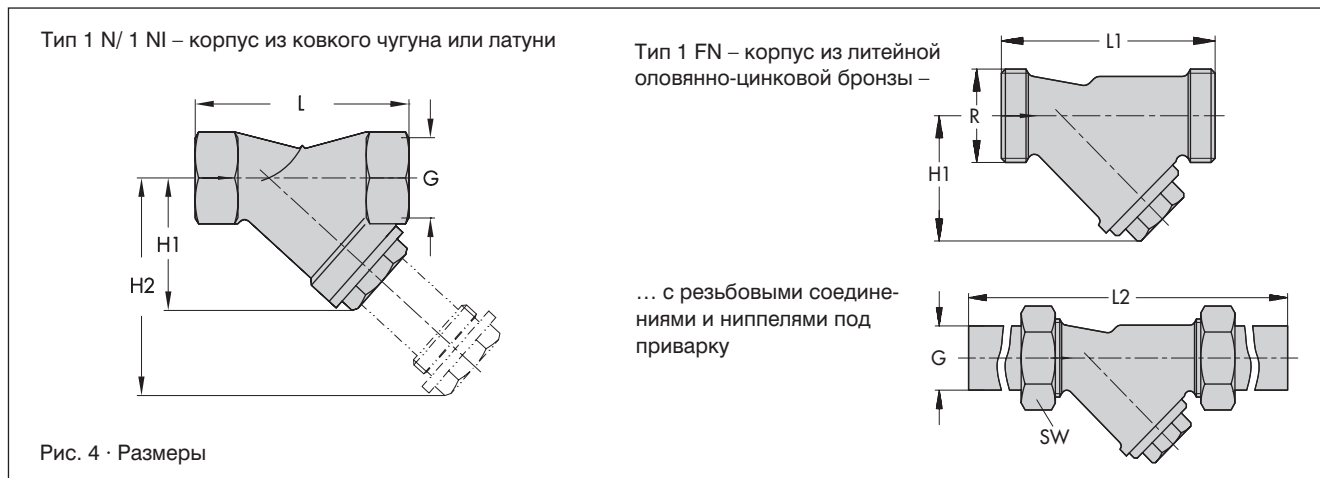 Тип 1 N/ 1 NI – корпус из ковкого чугуна или латуни
L
G
H1
H2
Тип 1 FN – корпус из литейной
оловянно-цинковой бронзы –
L1
R
H1
… с резьбовыми соедине-
ниями и ниппелями под
приварку
L2
G
SW
Рис. 4 · Размеры